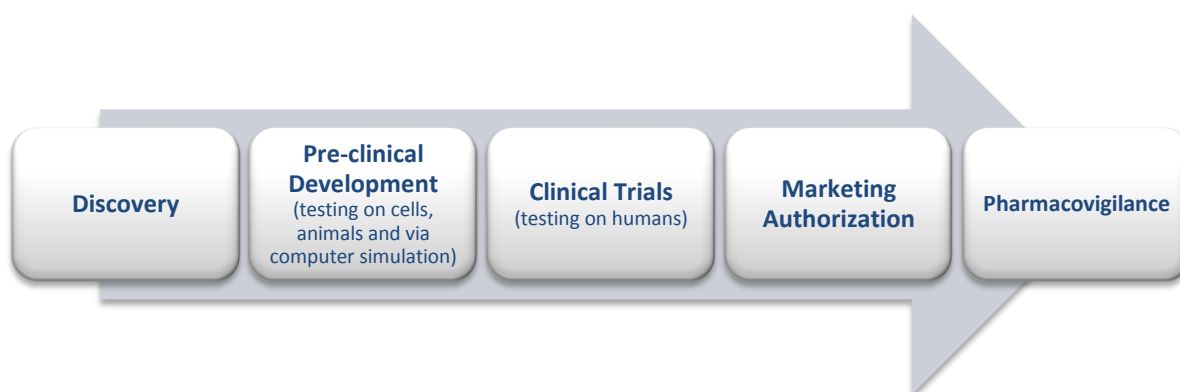 Discovery
Pre-clinical
Development
(testing on cells,
animals and via
computer simulation)
Clinical Trials
(testing on humans)
Marketing
Authorization
Pharmacovigilance